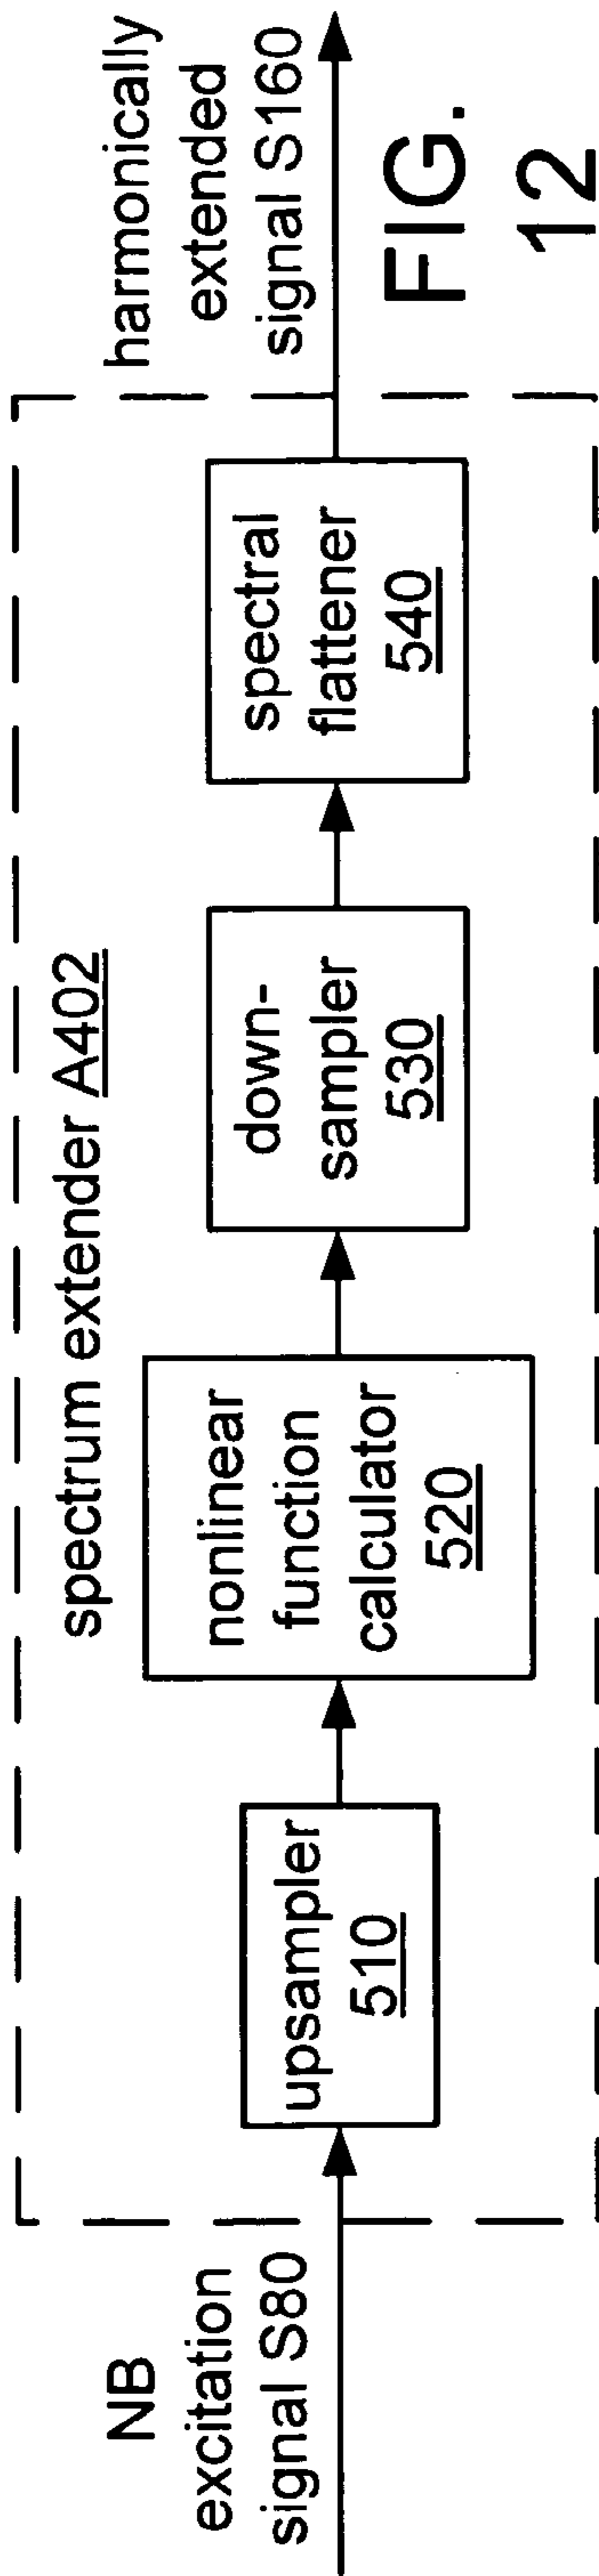 NB
excitation
signal S80
spectrum extender A402
upsampler
510
nonlinear
function
calculator
520
down-
sampler
530
spectral
flattener
540
harmonically
extended
signal S160
FIG.
12